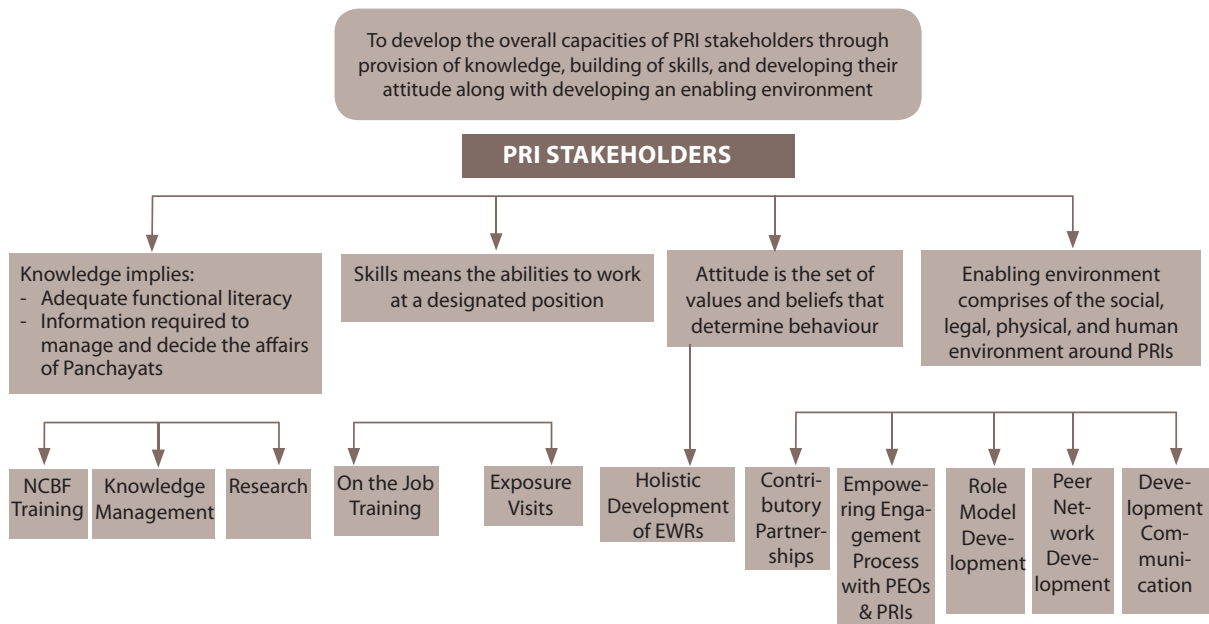 To develop the overall capacities of PRI stakeholders through
provision of knowledge, building of skills, and developing their
attitude along with developing an enabling environment
PRI STAKEHOLDERS
Knowledge implies:
- Adequate functional literacy
- Information required to
manage and decide the affairs
of Panchayats
Skills means the abilities to work
at a designated position
Attitude is the set of
values and beliefs that
determine behaviour
Enabling environment
comprises of the social,
legal, physical, and human
environment around PRIs
NCBF
Training
Knowledge
Management
Research
On the Job
Training
Exposure
Visits
Holistic
Development
of EWRs
Contri-
butory
Partner-
ships
Empowe-
ring Enga-
gement
Process
with PEOs
& PRIs
Role
Model
Deve-
lopment
Peer
Net-
work
Deve-
lopment
Deve-
lopment
Com-
muni-
cation